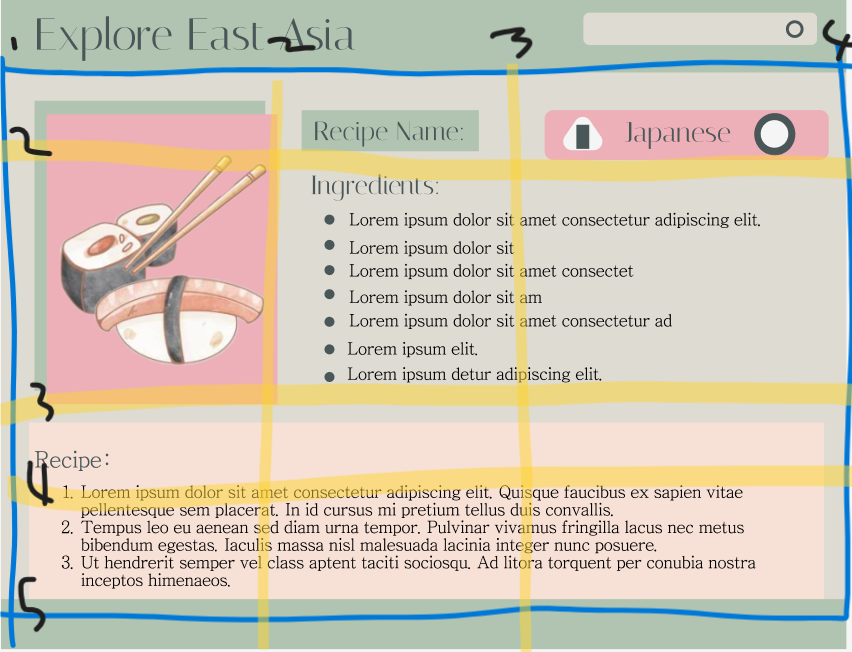 Explore East Asia
1 2 3 4
Recipe Name:
Japanese
2
Ingredients:
Lorem ipsum dolor sit amet consectetur adipiscing elit.
Lorem ipsum dolor sit
Lorem ipsum dolor sit amet consectet
Lorem ipsum dolor sit am
Lorem ipsum dolor sit amet consectetur ad
Lorem ipsum elit.
Lorem ipsum detur adipiscing elit.
3
Recipe:
4
1. Lorem ipsum dolor sit amet consectetur adipiscing elit. Quisque faucibus ex sapien vitae
pellentesque sem placerat. In id cursus mi pretium tellus duis convallis.
2. Tempus leo eu aenean sed diam urna tempor. Pulvinar vivamus fringilla lacus nec metus
bibendum egestas. Iaculis massa nisl malesuada lacinia integer nunc posuere.
3. Ut hendrerit semper vel class aptent taciti sociosqu. Ad litora torquent per conubia nostra
inceptos himenaeos.
5